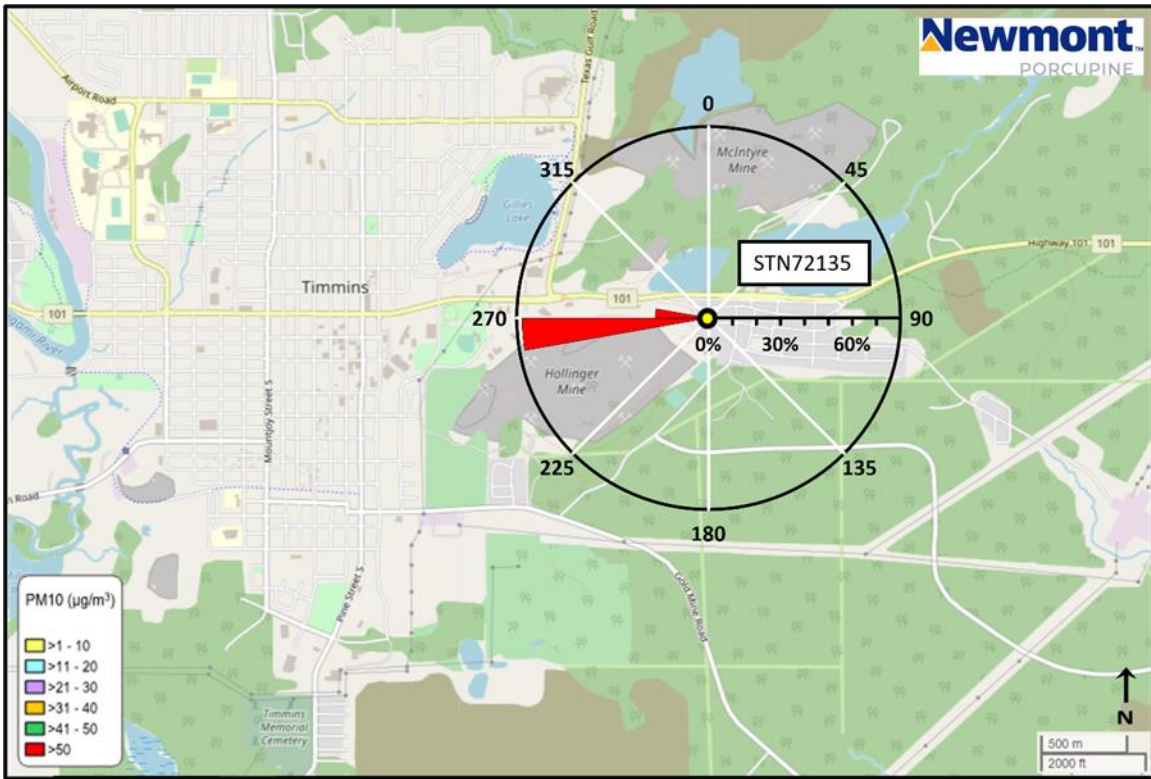 Newmont™
PORCUPINE
Airport Road
Texas Gulf Road
0
McIntyre
Mine
315
45
Gillies
Lake
STN72135
Highway 101
101
Timmins
101
101
270
90
0%
30%
60%
Hollinger
Mine
Mountjoy Street S
225
135
180
Gold Mine Road
Pine Street S
Timmins
Memorial
Cemetery
PM10 (µg/m³)
>1 - 10
>11 - 20
>21 - 30
>31 - 40
>41 - 50
>50
N
500 m
2000 ft